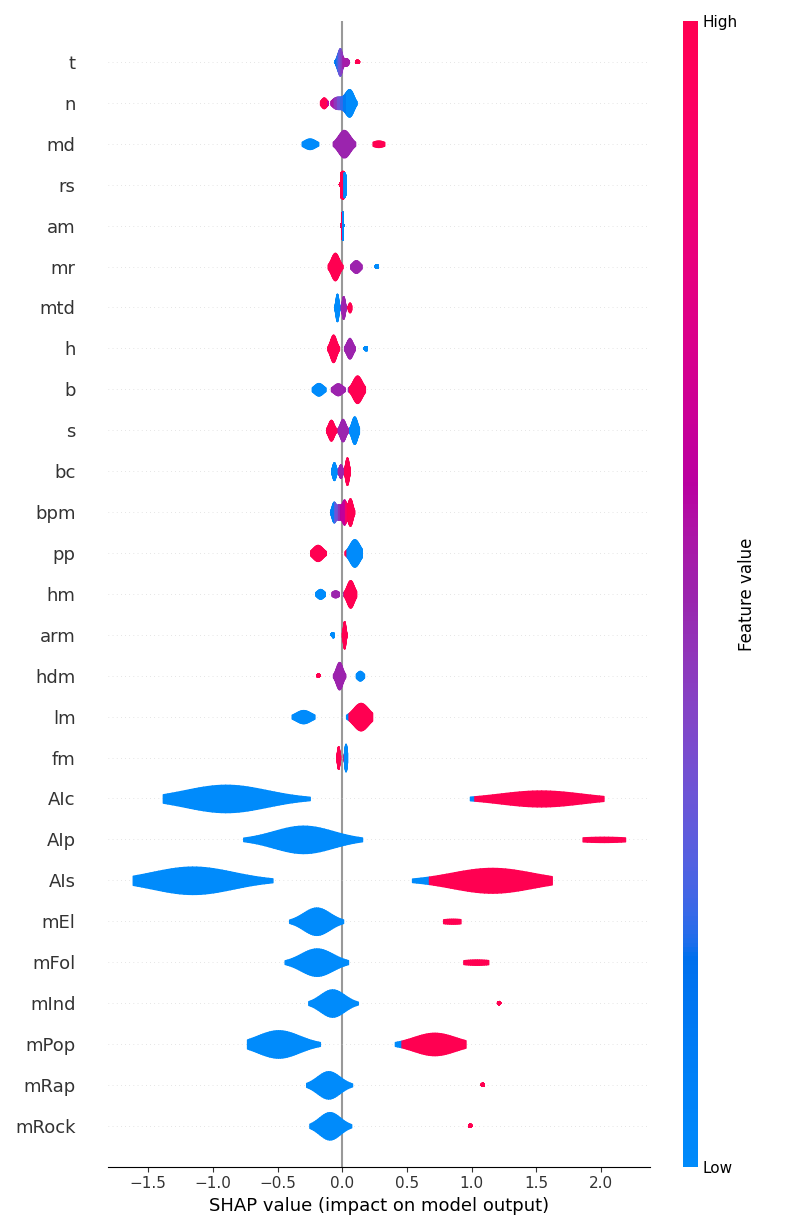 High
t
n
md
rs
am
mr
mtd
h
b
s
bc
bpm
pp
hm
arm
hdm
lm
fm
AIc
AIp
AIs
mEl
mFol
mInd
mPop
mRap
mRock
Feature value
Low
−1.5 −1.0 −0.5 0.0 0.5 1.0 1.5 2.0
SHAP value (impact on model output)